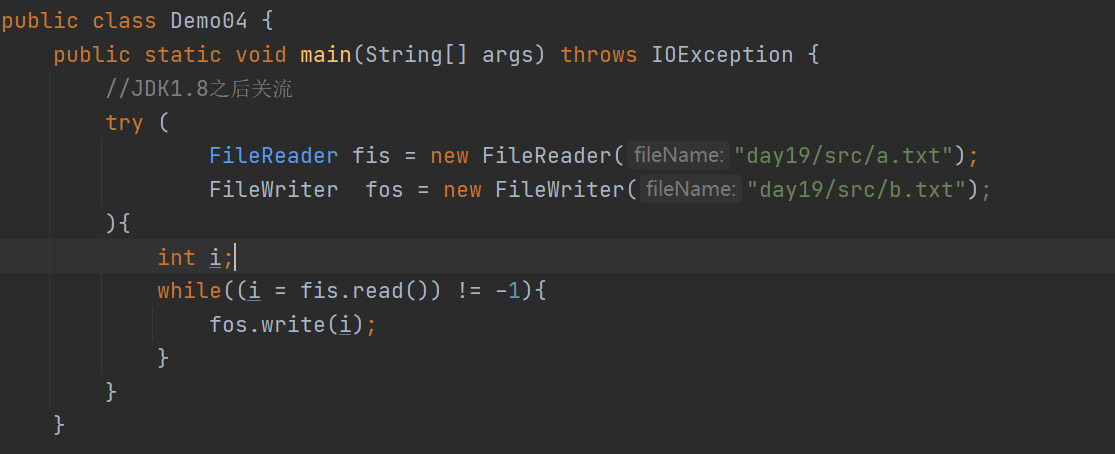 public class Demo04 {
public static void main(String[] args) throws IOException {
//JDK1.8之后关流
try (
FileReader fis = new FileReader( fileName: "day19/src/a.txt");
FileWriter  fos = new FileWriter( fileName: "day19/src/b.txt");
){
int i;
while((i = fis.read()) != -1){
fos.write(i);
}
}
}